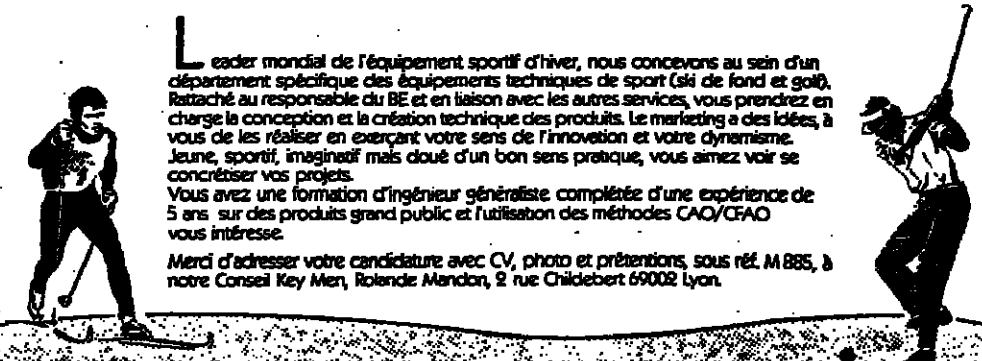 Leader mondial de l'équipement sportif d'hiver, nous concevons au sein d'un
département spécifique des équipements techniques de sport (ski de fond et golf).
Rattaché au responsable du BE et en liaison avec les autres services, vous prendrez en
charge la conception et la création technique des produits. Le marketing a des idées, à
vous de les réaliser en exerçant votre sens de l'innovation et votre dynamisme.
Jeune, sportif, imaginatif mais doué d'un bon sens pratique, vous aimez voir se
concrétiser vos projets.
Vous avez une formation d'ingénieur généraliste complétée d'une expérience de
5 ans sur des produits grand public et l'utilisation des méthodes CAO/CFAO
vous intéresse.
Merci d'adresser votre candidature avec CV, photo et prétentions, sous réf. M 885, à
notre Conseil Key Men, Rolande Mandon, 2 rue Childebert 69002 Lyon.